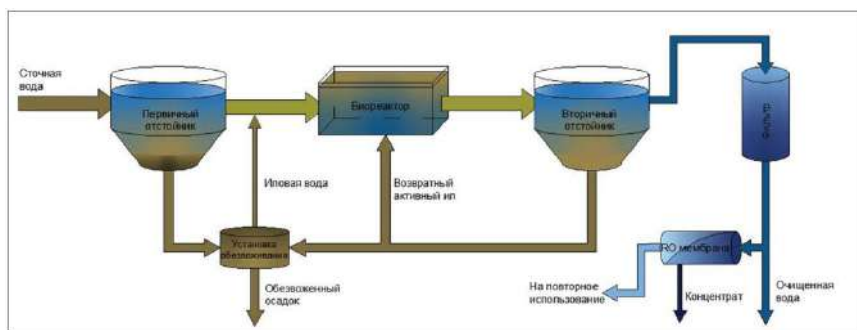 Сточная
вода
Первичный
отстойник
Биореактор
Вторичный
отстойник
Фильтр
Иловая вода
Возвратный
активный ил
Установка
обезвоживания
Обезвоженный
осадок
RO мембрана
На повторное
использование
Концентрат
Очищенная
вода